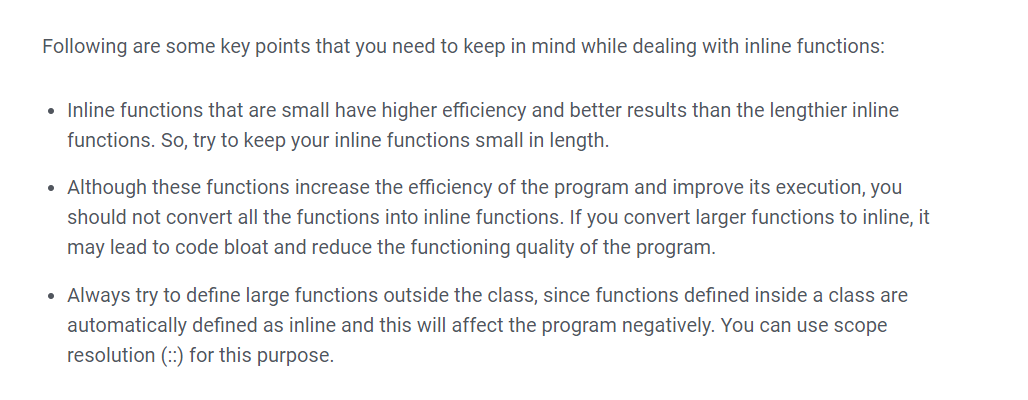 Following are some key points that you need to keep in mind while dealing with inline functions:
• Inline functions that are small have higher efficiency and better results than the lengthier inline
functions. So, try to keep your inline functions small in length.
• Although these functions increase the efficiency of the program and improve its execution, you
should not convert all the functions into inline functions. If you convert larger functions to inline, it
may lead to code bloat and reduce the functioning quality of the program.
• Always try to define large functions outside the class, since functions defined inside a class are
automatically defined as inline and this will affect the program negatively. You can use scope
resolution (::) for this purpose.